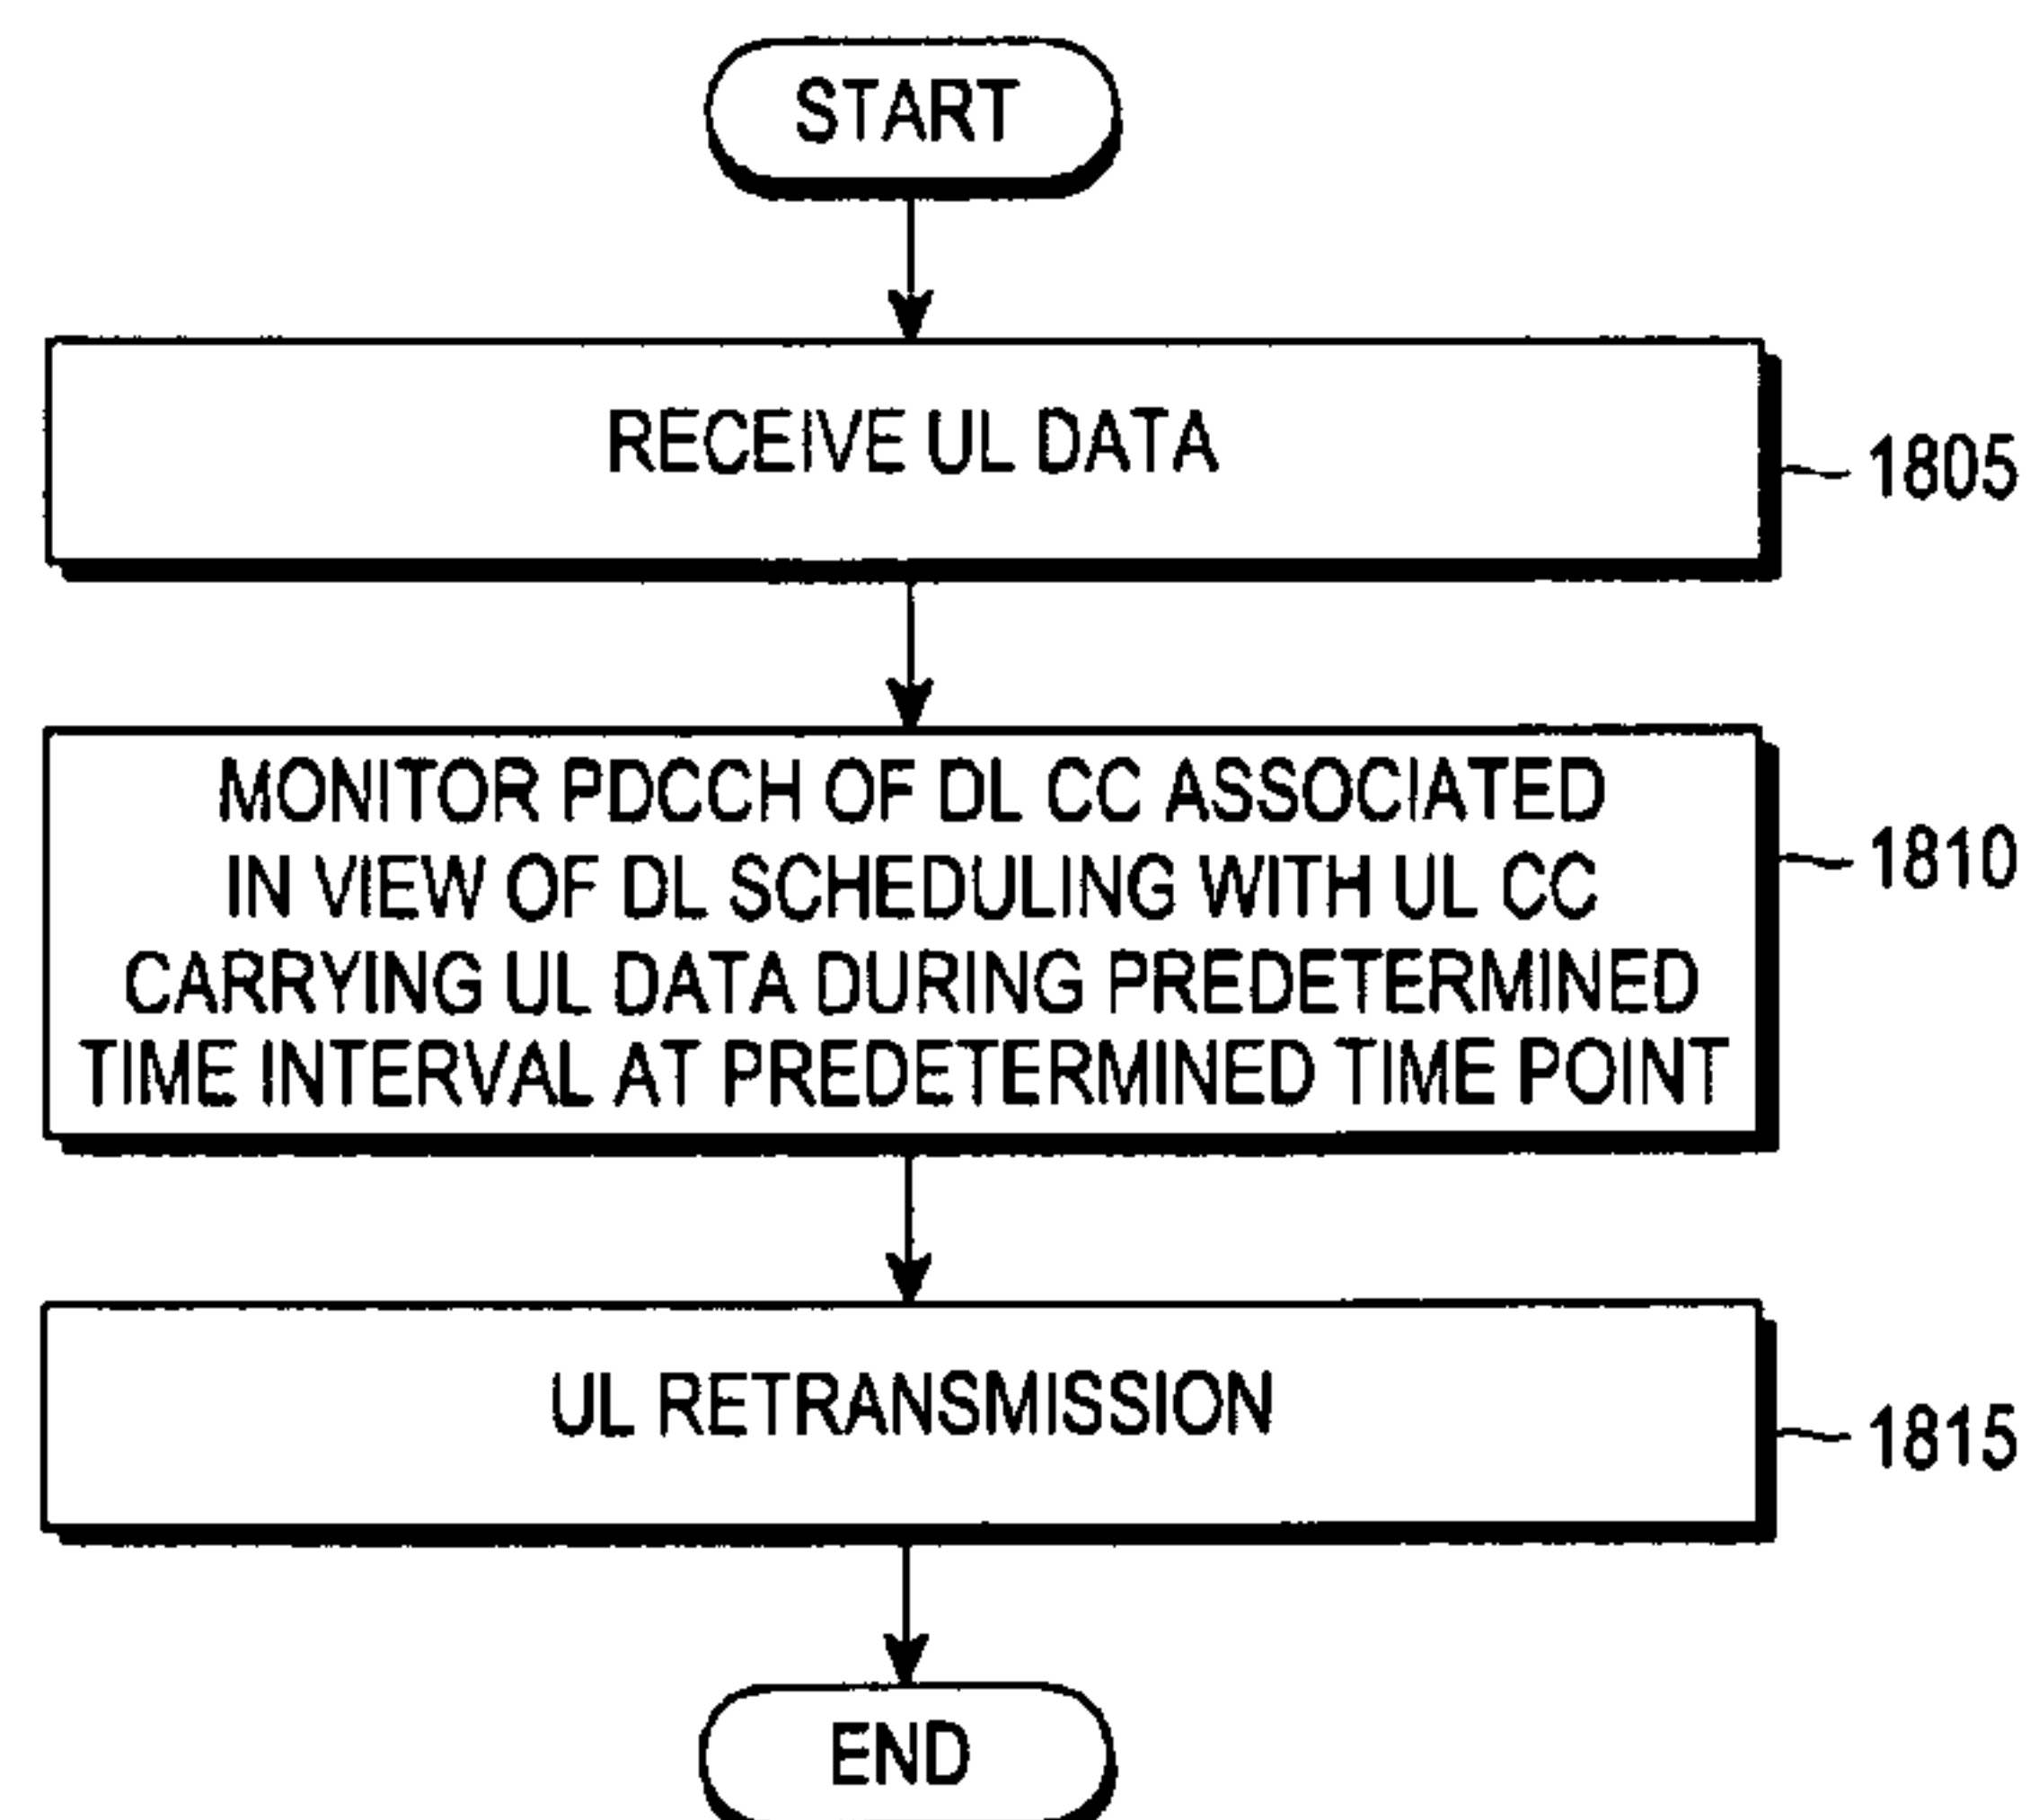 START
RECEIVE UL DATA
1805
MONITOR PDCCH OF DL CC ASSOCIATED
IN VIEW OF DL SCHEDULING WITH UL CC
CARRYING UL DATA DURING PREDETERMINED
TIME INTERVAL AT PREDETERMINED TIME POINT
1810
UL RETRANSMISSION
1815
END